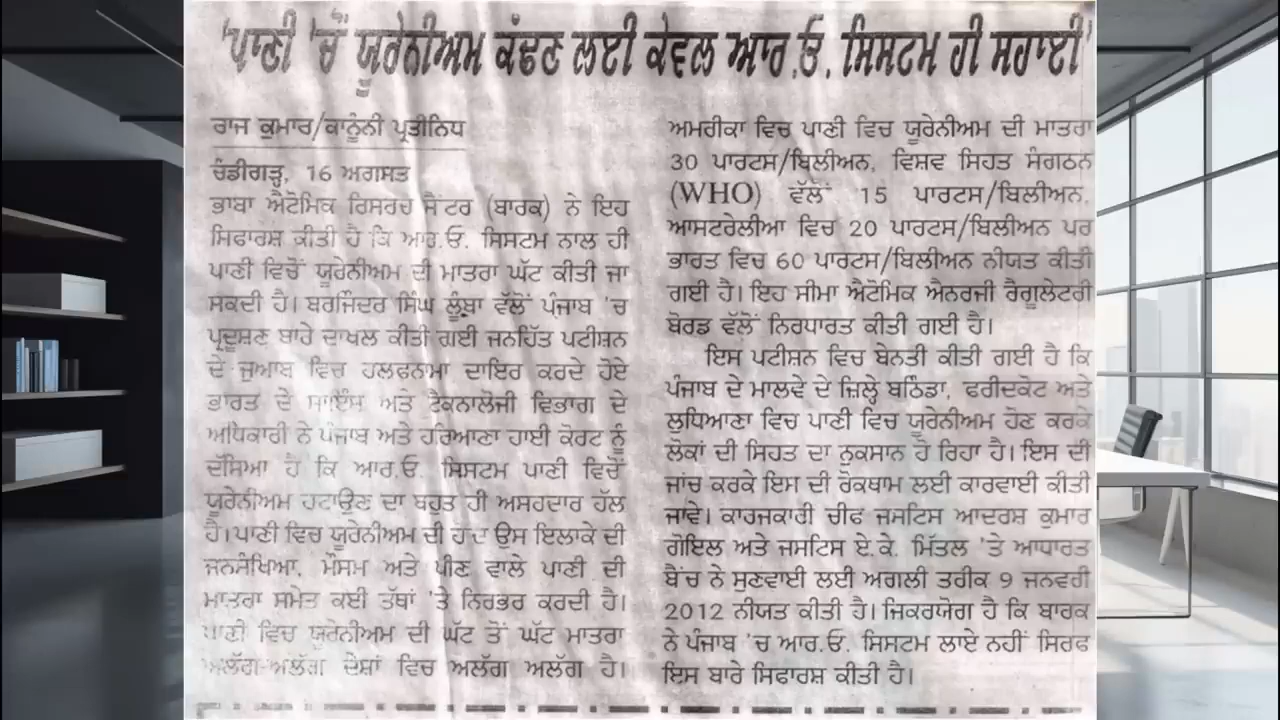 'ਪਾਣੀ 'ਚੋਂ ਯੂਰੇਨੀਅਮ ਕੱਢਣ ਲਈ ਕੇਵਲ ਆਰ.ਓ. ਸਿਸਟਮ ਹੀ ਸਹਾਈ'
ਰਾਜ ਕੁਮਾਰ/ਕਾਨੂੰਨੀ ਪ੍ਰਤੀਨਿਧ
ਚੰਡੀਗੜ੍ਹ, 16 ਅਗਸਤ
ਭਾਬਾ ਐਟੋਮਿਕ ਰਿਸਰਚ ਸੈਂਟਰ (ਬਾਰਕ) ਨੇ ਇਹ
ਸਿਫਾਰਸ਼ ਕੀਤੀ ਹੈ ਕਿ ਆਰ.ਓ. ਸਿਸਟਮ ਨਾਲ ਹੀ
ਪਾਣੀ ਵਿਚੋਂ ਯੂਰੇਨੀਅਮ ਦੀ ਮਾਤਰਾ ਘੱਟ ਕੀਤੀ ਜਾ
ਸਕਦੀ ਹੈ। ਬਰਜਿੰਦਰ ਸਿੰਘ ਲੂੰਬਾ ਵੱਲੋਂ ਪੰਜਾਬ 'ਚ
ਪ੍ਰਦੂਸ਼ਣ ਬਾਰੇ ਦਾਖਲ ਕੀਤੀ ਗਈ ਜਨਹਿੱਤ ਪਟੀਸ਼ਨ
ਦੇ ਜੁਆਬ ਵਿਚ ਹਲਫਨਾਮਾ ਦਾਇਰ ਕਰਦੇ ਹੋਏ
ਭਾਰਤ ਦੇ ਸਾਇੰਸ ਅਤੇ ਟੈਕਨਾਲੋਜੀ ਵਿਭਾਗ ਦੇ
ਅਧਿਕਾਰੀ ਨੇ ਪੰਜਾਬ ਅਤੇ ਹਰਿਆਣਾ ਹਾਈ ਕੋਰਟ ਨੂੰ
ਦੱਸਿਆ ਹੈ ਕਿ ਆਰ.ਓ. ਸਿਸਟਮ ਪਾਣੀ ਵਿਚੋਂ
ਯੂਰੇਨੀਅਮ ਹਟਾਉਣ ਦਾ ਬਹੁਤ ਹੀ ਅਸਹਦਾਰ ਹੱਲ
ਹੈ। ਪਾਣੀ ਵਿਚ ਯੂਰੇਨੀਅਮ ਦੀ ਹੱਦ ਉਸ ਇਲਾਕੇ ਦੀ
ਜਨਸੰਖਿਆ, ਮੌਸਮ ਅਤੇ ਪੀਣ ਵਾਲੇ ਪਾਣੀ ਦੀ
ਮਾਤਰਾ ਸਮੇਤ ਕਈ ਤੱਥਾਂ 'ਤੇ ਨਿਰਭਰ ਕਰਦੀ ਹੈ।
ਪਾਣੀ ਵਿਚ ਯੂਰੇਨੀਅਮ ਦੀ ਘੱਟ ਤੋਂ ਘੱਟ ਮਾਤਰਾ
ਅਲੱਗ-ਅਲੱਗ ਦੇਸ਼ਾਂ ਵਿਚ ਅਲੱਗ ਅਲੱਗ ਹੈ।
ਅਮਰੀਕਾ ਵਿਚ ਪਾਣੀ ਵਿਚ ਯੂਰੇਨੀਅਮ ਦੀ ਮਾਤਰਾ
30 ਪਾਰਟਸ/ਬਿਲੀਅਨ, ਵਿਸ਼ਵ ਸਿਹਤ ਸੰਗਠਨ
(WHO) ਵੱਲੋਂ 15 ਪਾਰਟਸ/ਬਿਲੀਅਨ,
ਆਸਟਰੇਲੀਆ ਵਿਚ 20 ਪਾਰਟਸ/ਬਿਲੀਅਨ ਪਰ
ਭਾਰਤ ਵਿਚ 60 ਪਾਰਟਸ/ਬਿਲੀਅਨ ਨੀਯਤ ਕੀਤੀ
ਗਈ ਹੈ। ਇਹ ਸੀਮਾ ਐਟੋਮਿਕ ਐਨਰਜੀ ਰੈਗੂਲੇਟਰੀ
ਬੋਰਡ ਵੱਲੋਂ ਨਿਰਧਾਰਤ ਕੀਤੀ ਗਈ ਹੈ।
ਇਸ ਪਟੀਸ਼ਨ ਵਿਚ ਬੇਨਤੀ ਕੀਤੀ ਗਈ ਹੈ ਕਿ
ਪੰਜਾਬ ਦੇ ਮਾਲਵੇ ਦੇ ਜ਼ਿਲ੍ਹੇ ਬਠਿੰਡਾ, ਫਰੀਦਕੋਟ ਅਤੇ
ਲੁਧਿਆਣਾ ਵਿਚ ਪਾਣੀ ਵਿਚ ਯੂਰੇਨੀਅਮ ਹੋਣ ਕਰਕੇ
ਲੋਕਾਂ ਦੀ ਸਿਹਤ ਦਾ ਨੁਕਸਾਨ ਹੋ ਰਿਹਾ ਹੈ। ਇਸ ਦੀ
ਜਾਂਚ ਕਰਕੇ ਇਸ ਦੀ ਰੋਕਥਾਮ ਲਈ ਕਾਰਵਾਈ ਕੀਤੀ
ਜਾਵੇ। ਕਾਰਜਕਾਰੀ ਚੀਫ ਜਸਟਿਸ ਆਦਰਸ਼ ਕੁਮਾਰ
ਗੋਇਲ ਅਤੇ ਜਸਟਿਸ ਏ.ਕੇ. ਮਿੱਤਲ 'ਤੇ ਆਧਾਰਤ
ਬੈਂਚ ਨੇ ਸੁਣਵਾਈ ਲਈ ਅਗਲੀ ਤਰੀਕ 9 ਜਨਵਰੀ
2012 ਨੀਯਤ ਕੀਤੀ ਹੈ। ਜਿਕਰਯੋਗ ਹੈ ਕਿ ਬਾਰਕ
ਨੇ ਪੰਜਾਬ 'ਚ ਆਰ.ਓ. ਸਿਸਟਮ ਲਾਏ ਨਹੀਂ ਸਿਰਫ
ਇਸ ਬਾਰੇ ਸਿਫਾਰਸ਼ ਕੀਤੀ ਹੈ।